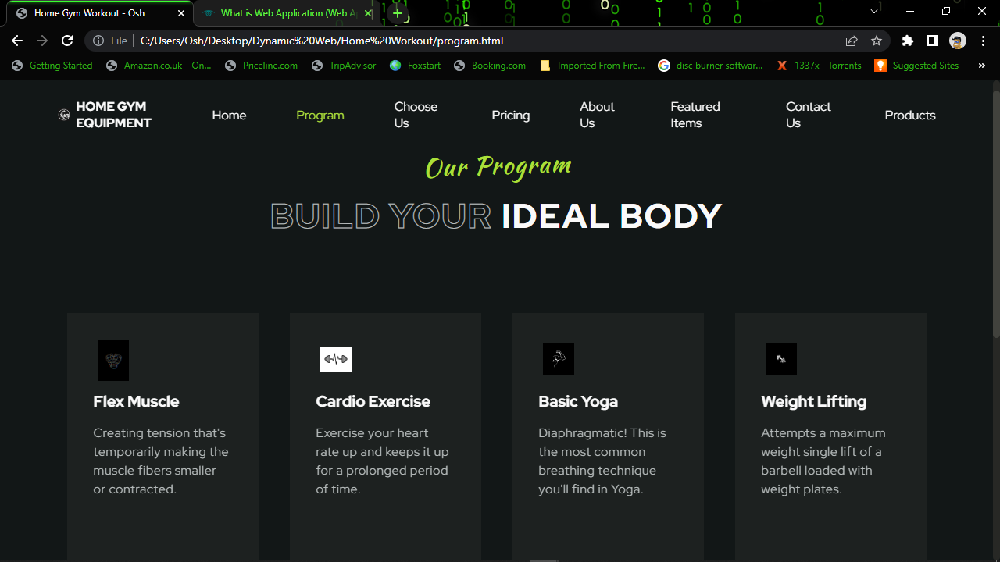 Home Gym Workout - Osh
What is Web Application (Web A
File
C:/Users/Osh/Desktop/Dynamic%20Web/Home%20Workout/program.html
Getting Started
Amazon.co.uk – On...
Priceline.com
TripAdvisor
Foxstart
Booking.com
Imported From Fire...
disc burner softwar...
1337x - Torrents
Suggested Sites
»
HOME GYM
EQUIPMENT
Home
Program
Choose
Us
Pricing
About
Us
Featured
Items
Contact
Us
Products
Our Program
BUILD YOUR IDEAL BODY
Flex Muscle
Creating tension that's
temporarily making the
muscle fibers smaller
or contracted.
Cardio Exercise
Exercise your heart
rate up and keeps it up
for a prolonged period
of time.
Basic Yoga
Diaphragmatic! This is
the most common
breathing technique
you'll find in Yoga.
Weight Lifting
Attempts a maximum
weight single lift of a
barbell loaded with
weight plates.